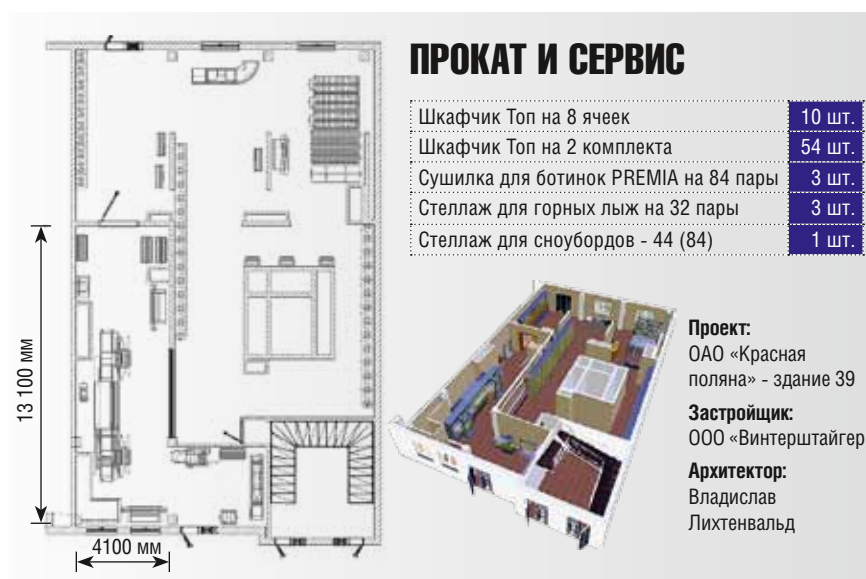 ПРОКАТ И СЕРВИС
Шкафчик Топ на 8 ячеек 10 шт.
Шкафчик Топ на 2 комплекта 54 шт.
Сушилка для ботинок PREMIA на 84 пары 3 шт.
Стеллаж для горных лыж на 32 пары 3 шт.
Стеллаж для сноубордов - 44 (84) 1 шт.
13 100 мм
4100 мм
Проект:
ОАО «Красная
поляна» - здание 39
Застройщик:
ООО «Винтерштайгер
Архитектор:
Владислав
Лихтенвальд